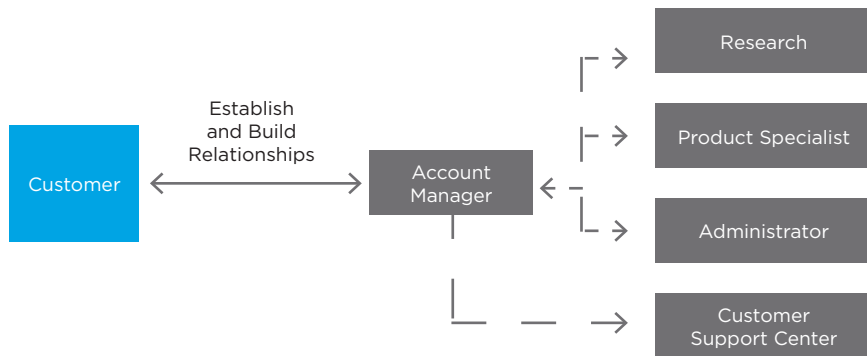 Establish
and Build
Relationships
Customer
Account
Manager
Research
Product Specialist
Administrator
Customer
Support Center